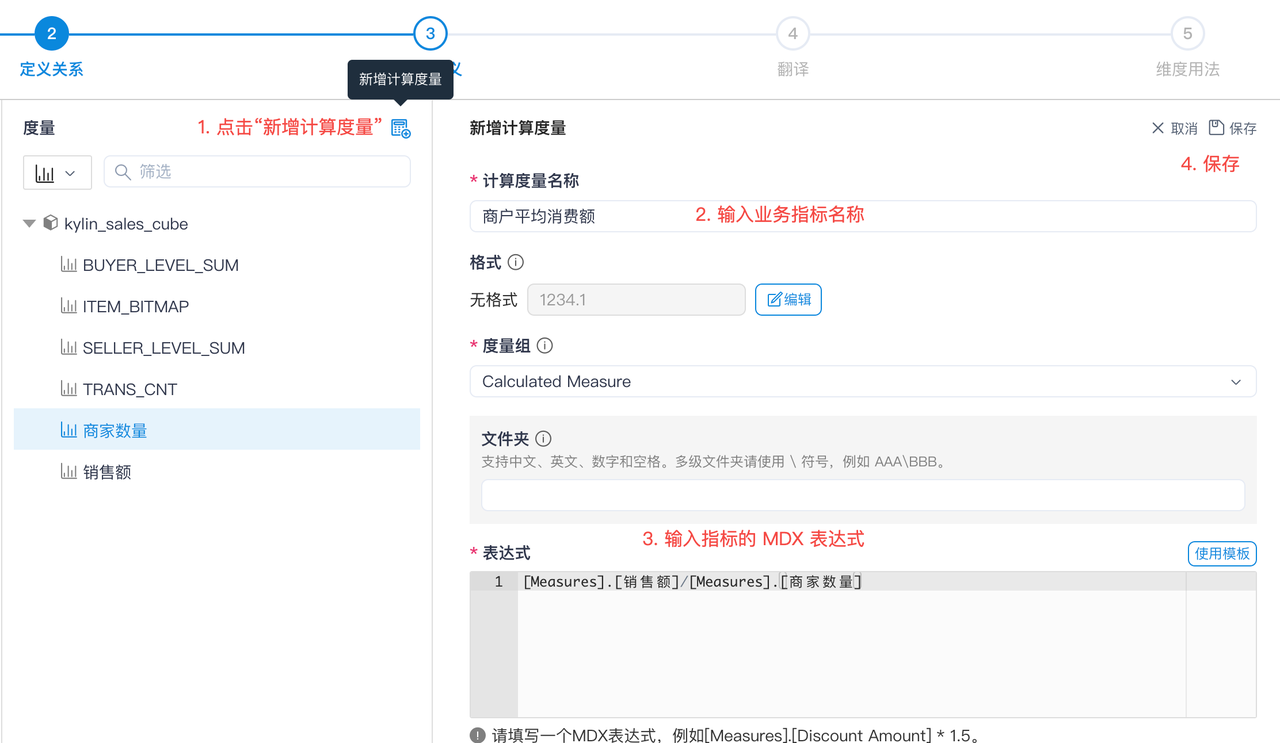 2
3
4
5
定义关系
义
翻译
维度用法
新增计算度量
度量
1. 点击“新增计算度量”
新增计算度量
取消
保存
筛选
4. 保存
* 计算度量名称
商户平均消费额
2. 输入业务指标名称
kylin_sales_cube
BUYER_LEVEL_SUM
ITEM_BITMAP
SELLER_LEVEL_SUM
TRANS_CNT
商家数量
销售额
格式
无格式
1234.1
编辑
* 度量组
Calculated Measure
文件夹
支持中文、英文、数字和空格。多级文件夹请使用 \ 符号，例如 AAA\BBB。
3. 输入指标的 MDX 表达式
* 表达式
使用模板
1 [Measures].[销售额]/[Measures].[商家数量]
请填写一个MDX表达式，例如[Measures].[Discount Amount] * 1.5。